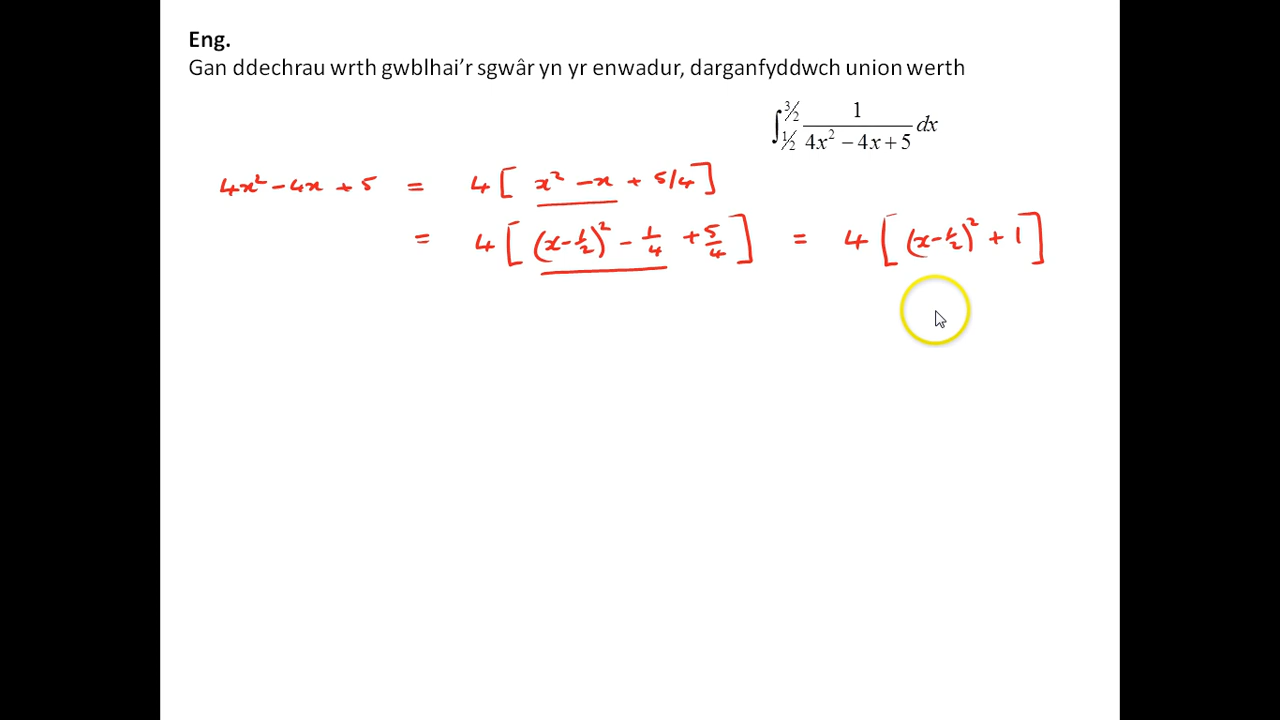 Eng.
Gan ddechrau wrth gwblhai’r sgwâr yn yr enwadur, darganfyddwch union werth
∫_{1/2}^{3/2} 1/(4x² − 4x + 5) dx
4x² − 4x + 5 = 4[ x² − x + 5/4 ]
= 4[ (x − 1/2)² − 1/4 + 5/4 ] = 4[ (x − 1/2)² + 1 ]